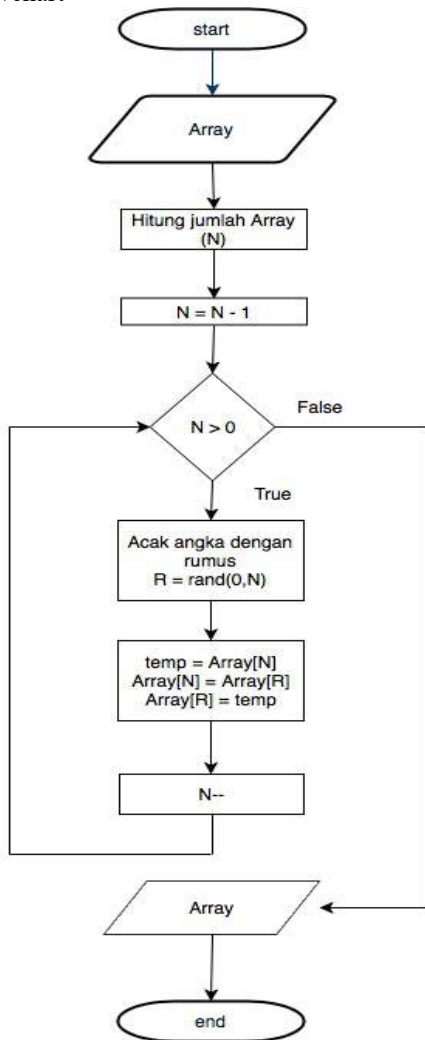 start
Array
Hitung jumlah Array
(N)
N = N - 1
N > 0
False
True
Acak angka dengan
rumus
R = rand(0,N)
temp = Array[N]
Array[N] = Array[R]
Array[R] = temp
N--
Array
end